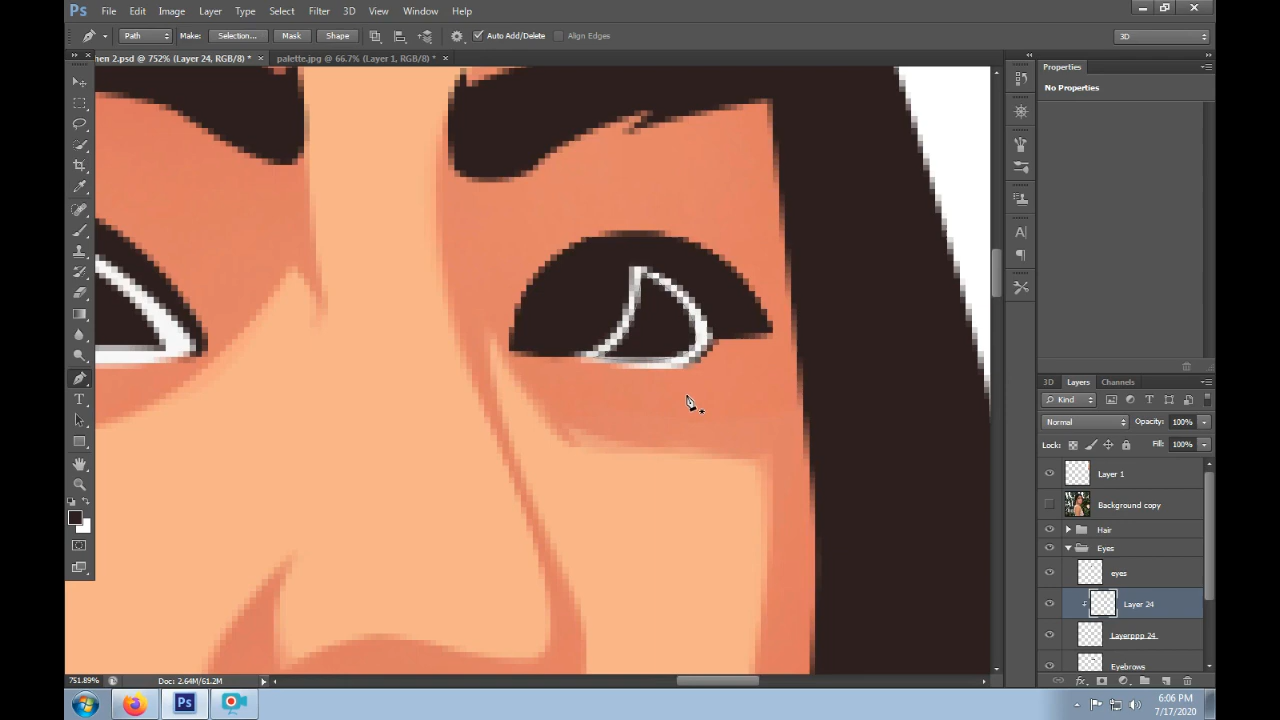 Ps File Edit Image Layer Type Select Filter 3D View Window Help
Path Make: Selection... Mask Shape Auto Add/Delete Align Edges 3D
nen 2.psd @ 752% (Layer 24, RGB/8) * palette.jpg @ 66.7% (Layer 1, RGB/8) *
Properties
No Properties
3D Layers Channels
Kind
Normal Opacity: 100%
Lock: Fill: 100%
Layer 1
Background copy
Hair
Eyes
eyes
Layer 24
Layerppp 24
Eyebrows
751.89% Doc: 2.64M/61.2M
Ps
6:06 PM
7/17/2020